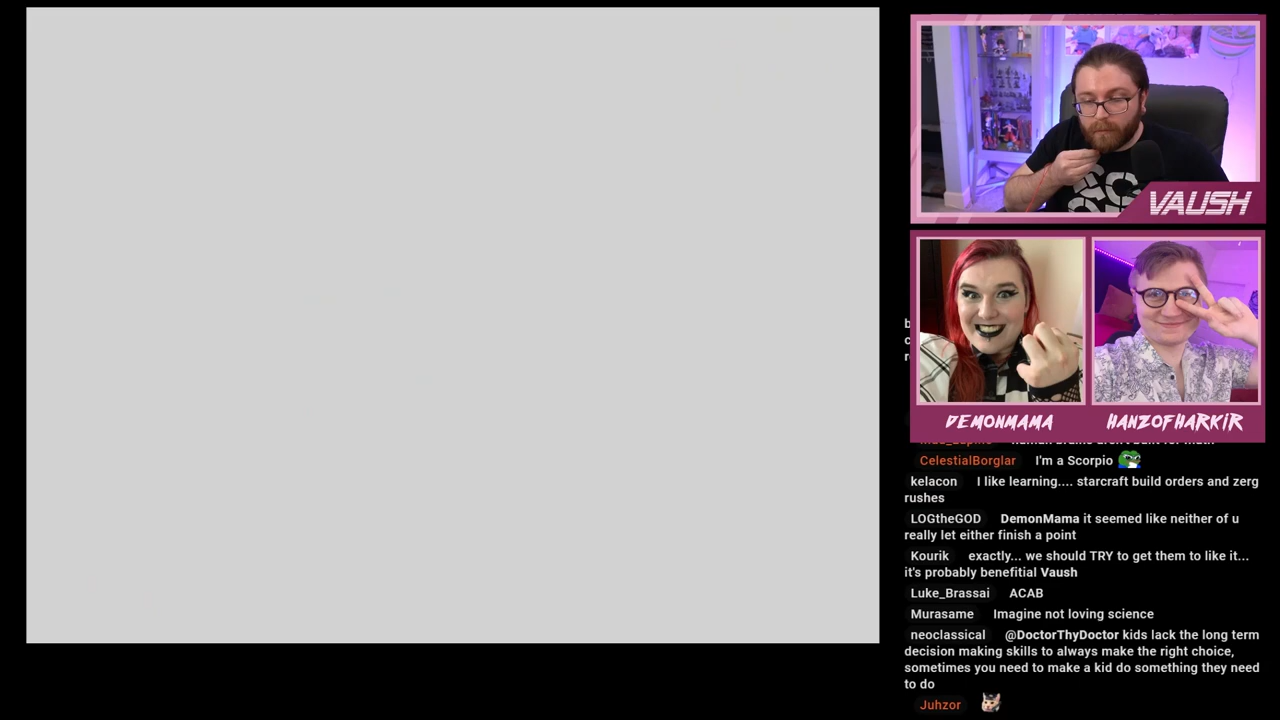 VAUSH
DEMONMAMA HANZOFHARKIR
CelestialBorglar I'm a Scorpio
kelacon I like learning.... starcraft build orders and zerg
rushes
LOGtheGOD DemonMama it seemed like neither of u
really let either finish a point
Kourik exactly... we should TRY to get them to like it...
it's probably benefitial Vaush
Luke_Brassai ACAB
Murasame Imagine not loving science
neoclassical @DoctorThyDoctor kids lack the long term
decision making skills to always make the right choice,
sometimes you need to make a kid do something they need
to do
Juhzor